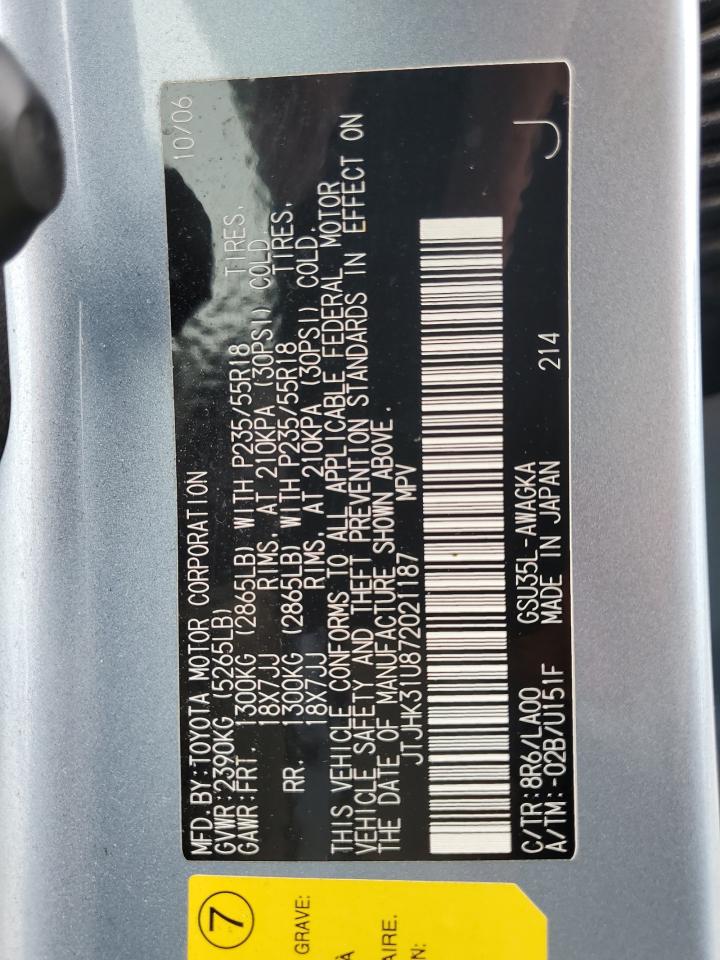 MFD.BY:TOYOTA MOTOR CORPORATION 10/06
GVWR:2390KG (5265LB)
GAWR:FRT. 1300KG (2865LB) WITH P235/55R18 TIRES,
18X7JJ RIMS, AT 210KPA (30PSI) COLD.
RR. 1300KG (2865LB) WITH P235/55R18 TIRES,
18X7JJ RIMS, AT 210KPA (30PSI) COLD.
THIS VEHICLE CONFORMS TO ALL APPLICABLE FEDERAL MOTOR
VEHICLE SAFETY AND THEFT PREVENTION STANDARDS IN EFFECT ON
THE DATE OF MANUFACTURE SHOWN ABOVE.
JTJHK31U872021187 MPV
C/TR:8R6/LA00 GSU35L-AWAGKA J
A/TM:-02B/U151F MADE IN JAPAN 214
7
GRAVE:
À
AIRE.
N: